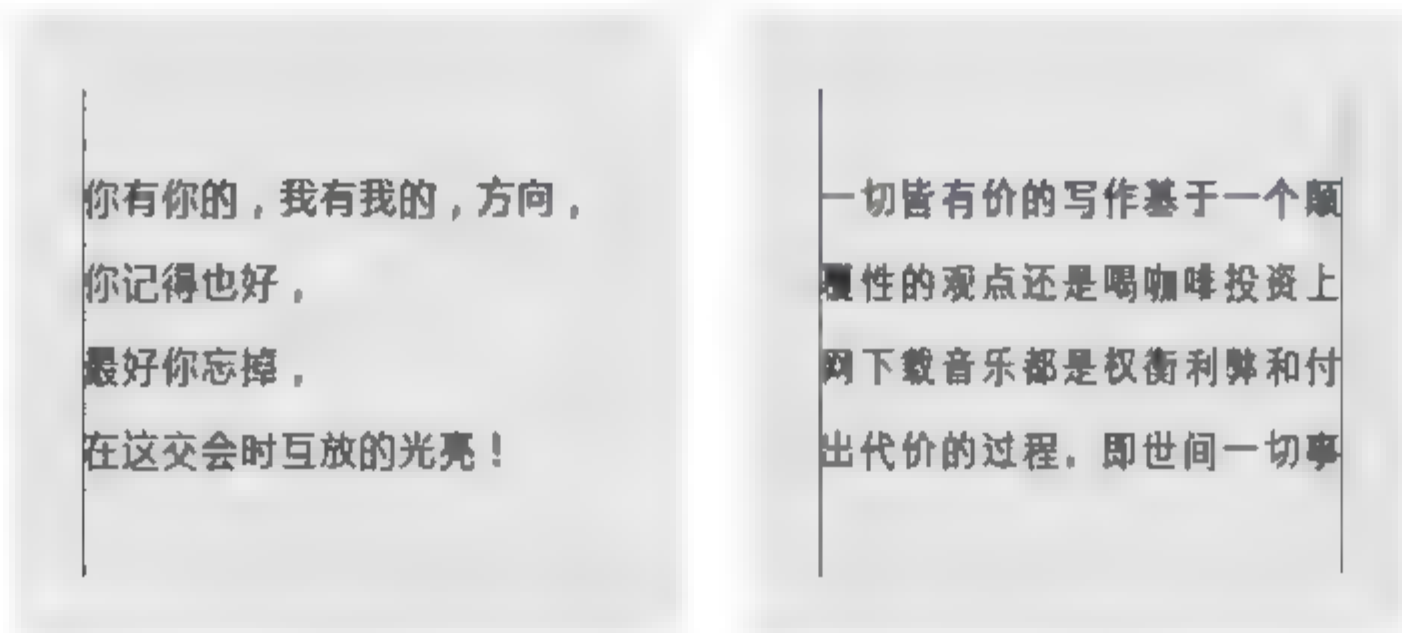 你有你的，我有我的，方向，
你记得也好，
最好你忘掉，
在这交会时互放的光亮！
一切皆有价的写作基于一个颠
覆性的观点还是喝咖啡投资上
网下载音乐都是权衡利弊和付
出代价的过程。即世间一切事